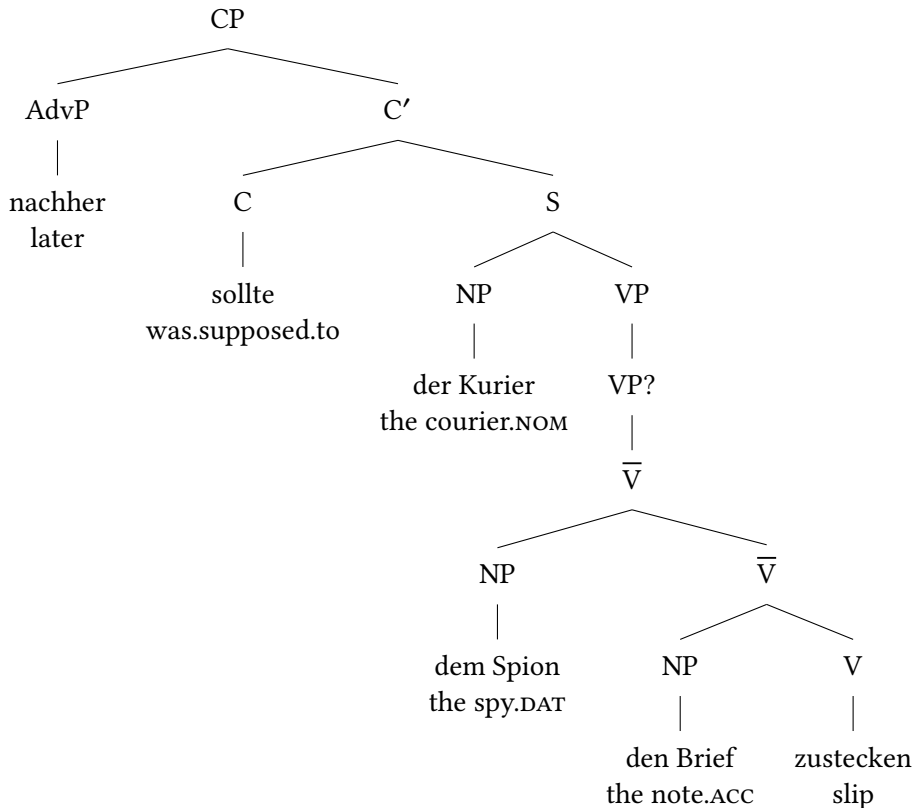 CP
AdvP C′
nachher
later
C S
sollte
was.supposed.to
NP VP
der Kurier
the courier.NOM
VP?
V̅
NP V̅
dem Spion
the spy.DAT
NP V
den Brief
the note.ACC
zustecken
slip